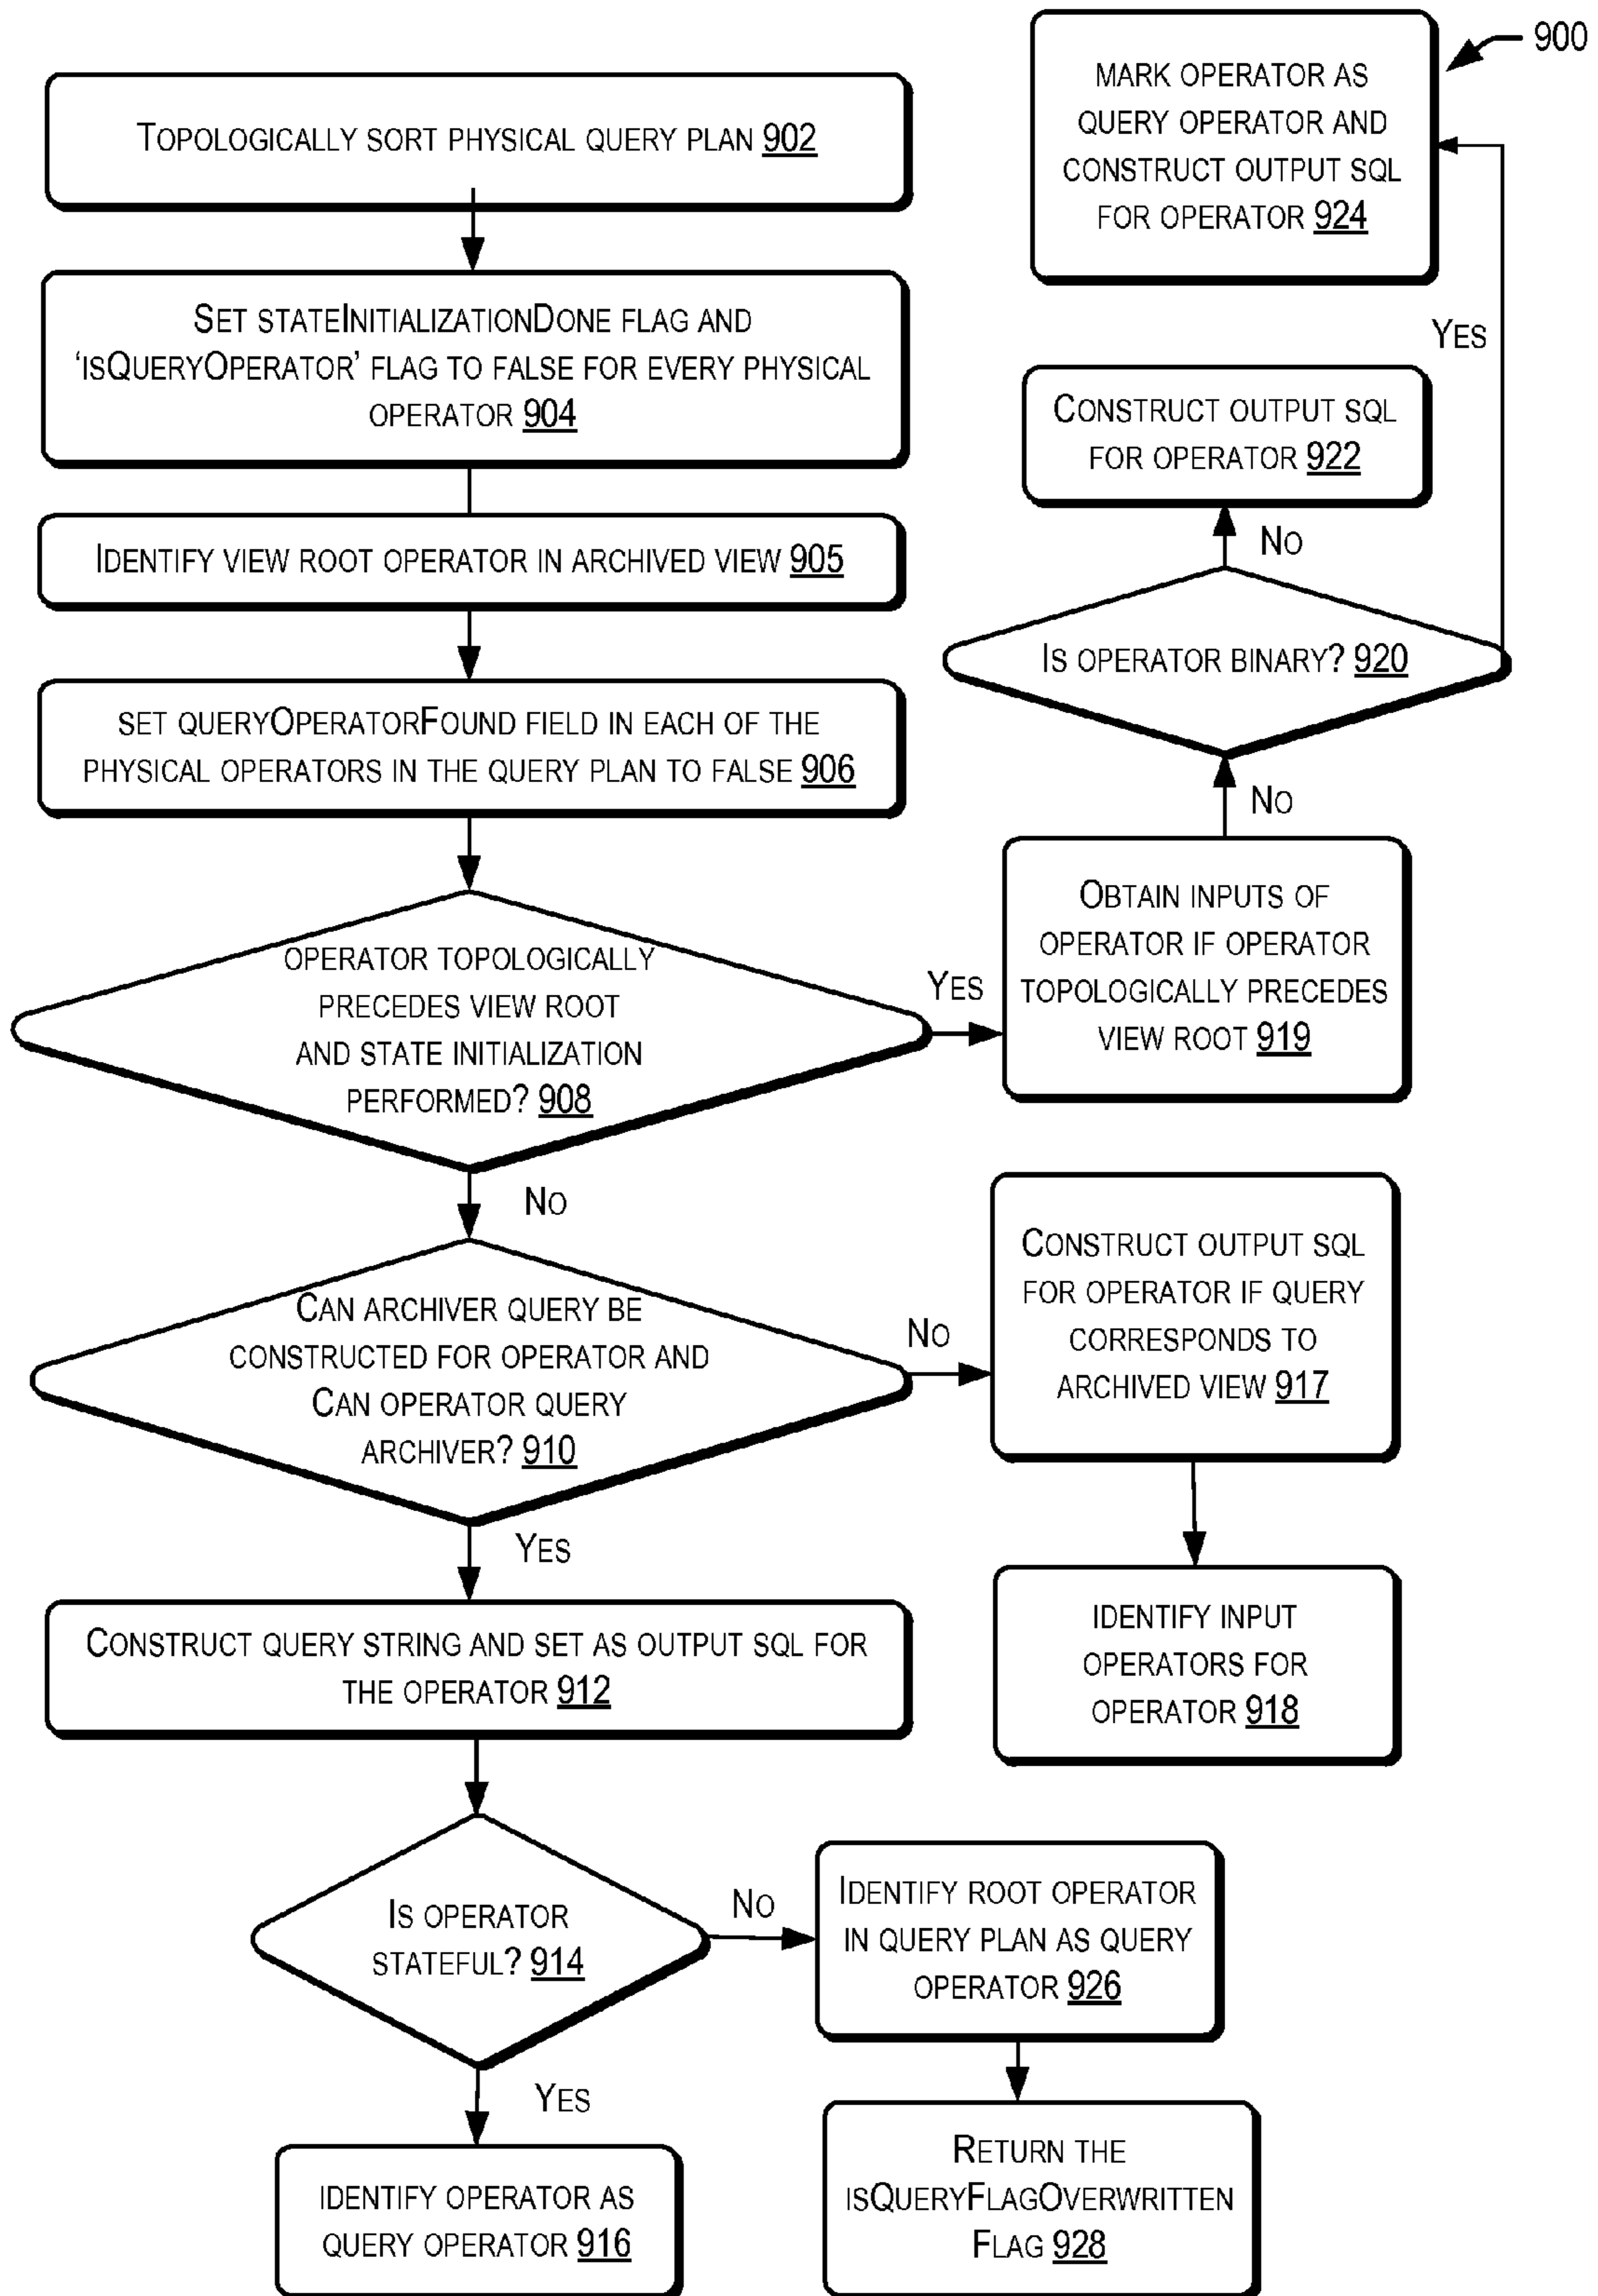 900
TOPOLOGICALLY SORT PHYSICAL QUERY PLAN 902
SET STATEINITIALIZATIONDONE FLAG AND
‘ISQUERYOPERATOR’ FLAG TO FALSE FOR EVERY PHYSICAL
OPERATOR 904
IDENTIFY VIEW ROOT OPERATOR IN ARCHIVED VIEW 905
SET QUERYOPERATORFOUND FIELD IN EACH OF THE
PHYSICAL OPERATORS IN THE QUERY PLAN TO FALSE 906
OPERATOR TOPOLOGICALLY
PRECEDES VIEW ROOT
AND STATE INITIALIZATION
PERFORMED? 908
YES
NO
CAN ARCHIVER QUERY BE
CONSTRUCTED FOR OPERATOR AND
CAN OPERATOR QUERY
ARCHIVER? 910
NO
YES
CONSTRUCT QUERY STRING AND SET AS OUTPUT SQL FOR
THE OPERATOR 912
IS OPERATOR
STATEFUL? 914
NO
YES
IDENTIFY OPERATOR AS
QUERY OPERATOR 916
MARK OPERATOR AS
QUERY OPERATOR AND
CONSTRUCT OUTPUT SQL
FOR OPERATOR 924
YES
CONSTRUCT OUTPUT SQL
FOR OPERATOR 922
NO
IS OPERATOR BINARY? 920
NO
OBTAIN INPUTS OF
OPERATOR IF OPERATOR
TOPOLOGICALLY PRECEDES
VIEW ROOT 919
CONSTRUCT OUTPUT SQL
FOR OPERATOR IF QUERY
CORRESPONDS TO
ARCHIVED VIEW 917
IDENTIFY INPUT
OPERATORS FOR
OPERATOR 918
IDENTIFY ROOT OPERATOR
IN QUERY PLAN AS QUERY
OPERATOR 926
RETURN THE
ISQUERYFLAGOVERWRITTEN
FLAG 928